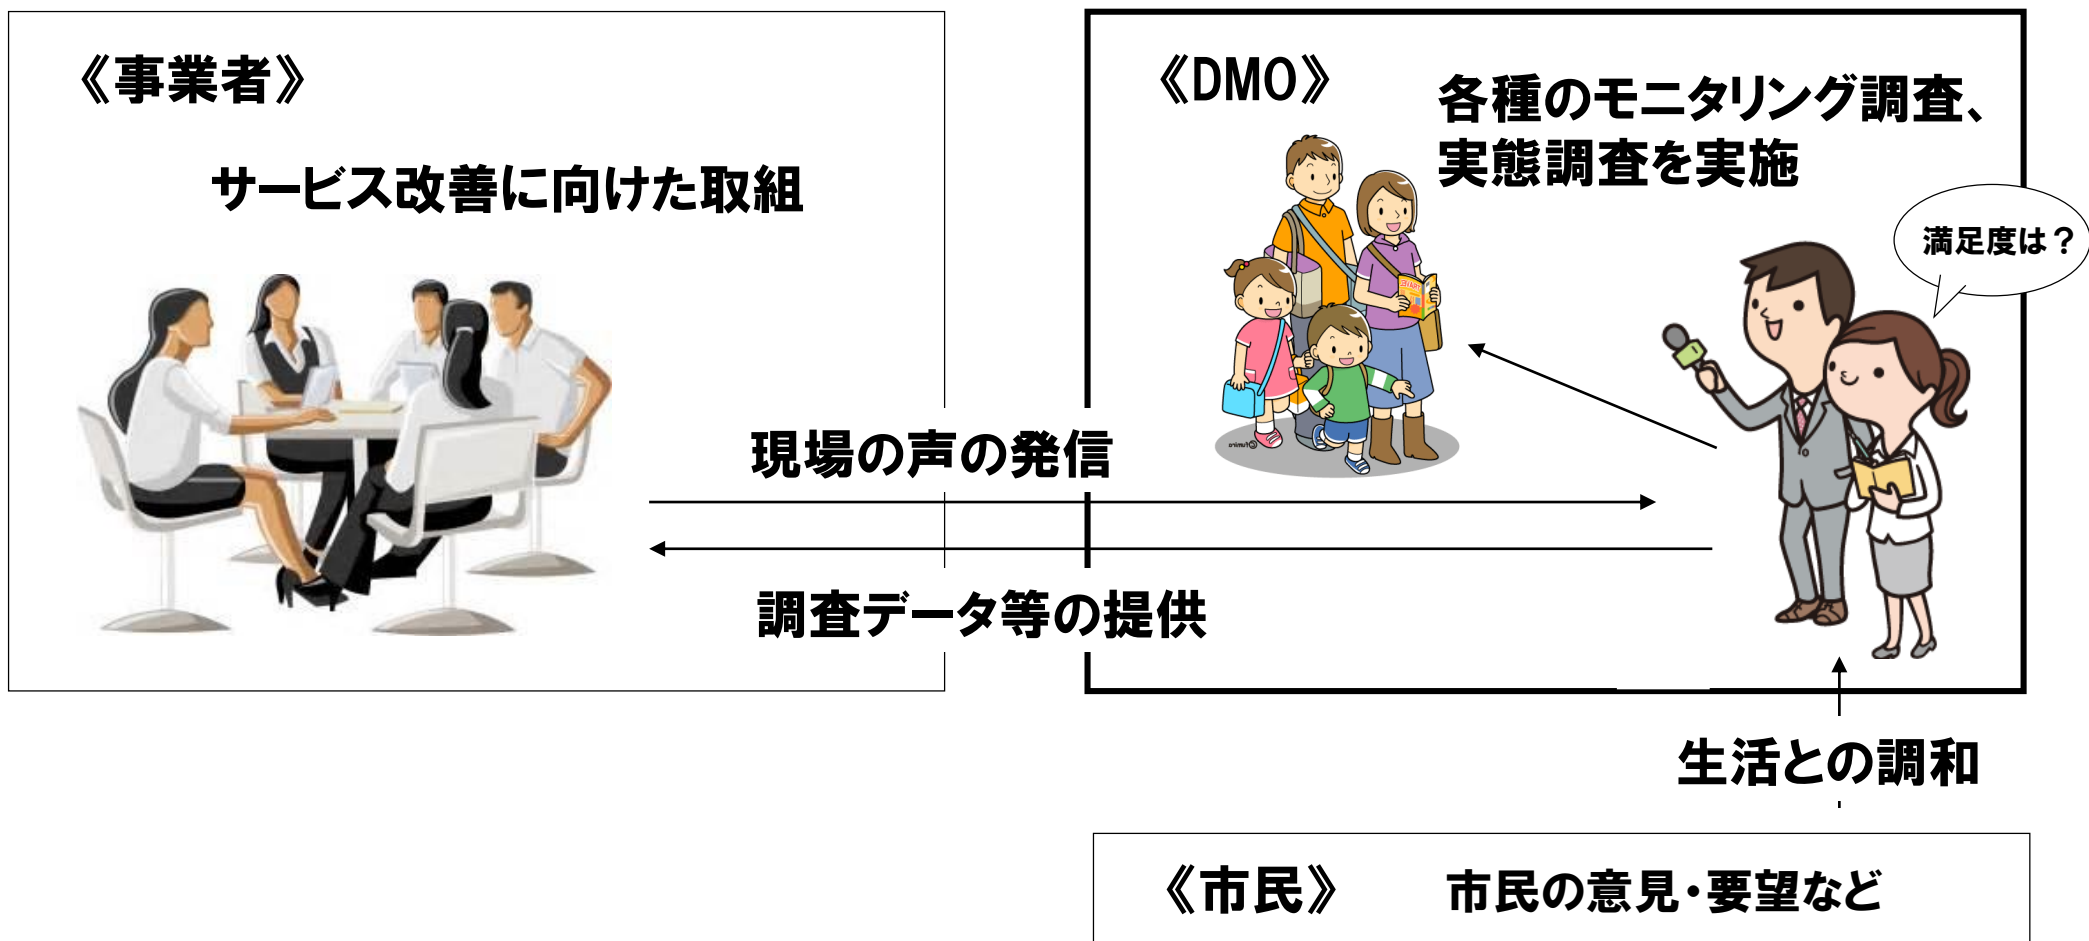 《事業者》
サービス改善に向けた取組
《DMO》
各種のモニタリング調査、
実態調査を実施
満足度は？
現場の声の発信
調査データ等の提供
生活との調和
《市民》
市民の意見・要望など